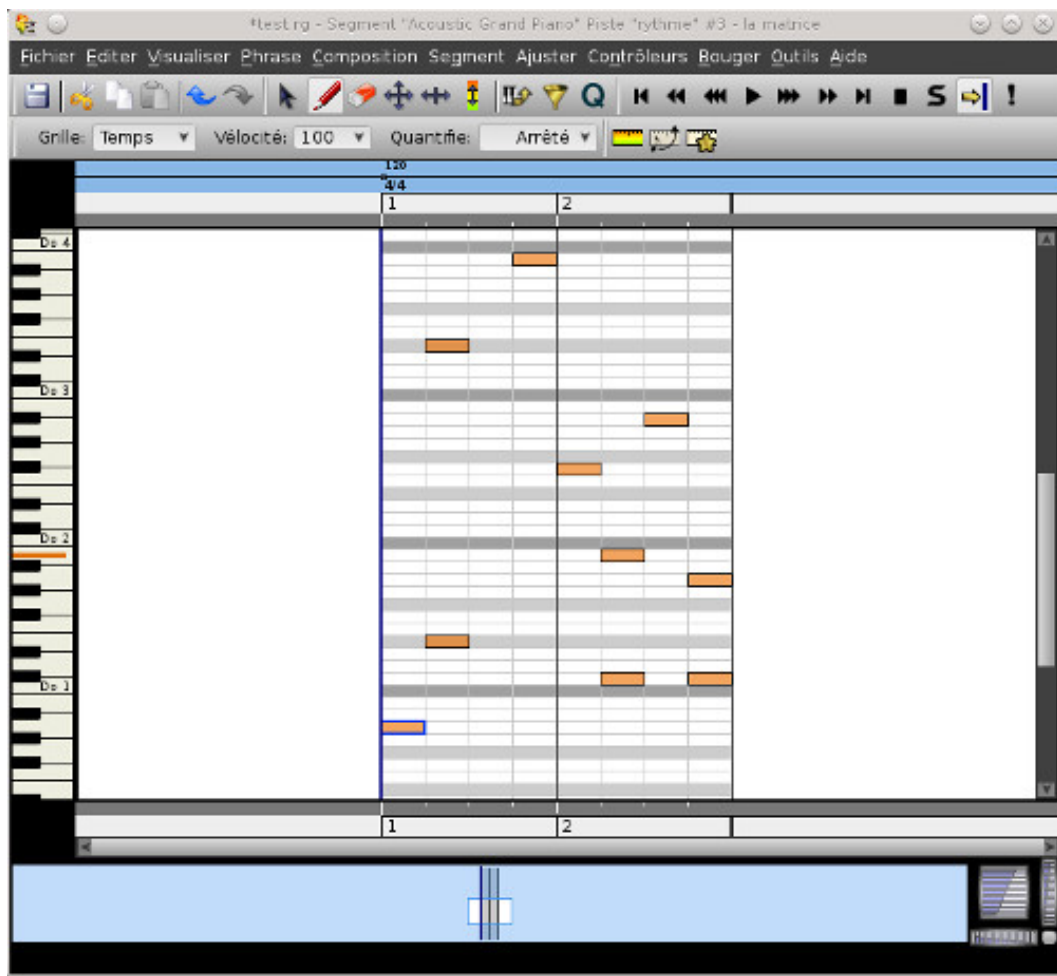 *test.rg - Segment "Acoustic Grand Piano" Piste "rythme" #3 - la matrice
Fichier Editer Visualiser Phrase Composition Segment Ajuster Contrôleurs Bouger Outils Aide
Q S !
Grille: Temps Vélocité: 100 Quantifie: Arrêté
120
4/4
1 2
Do 4
Do 3
Do 2
Do 1
1 2